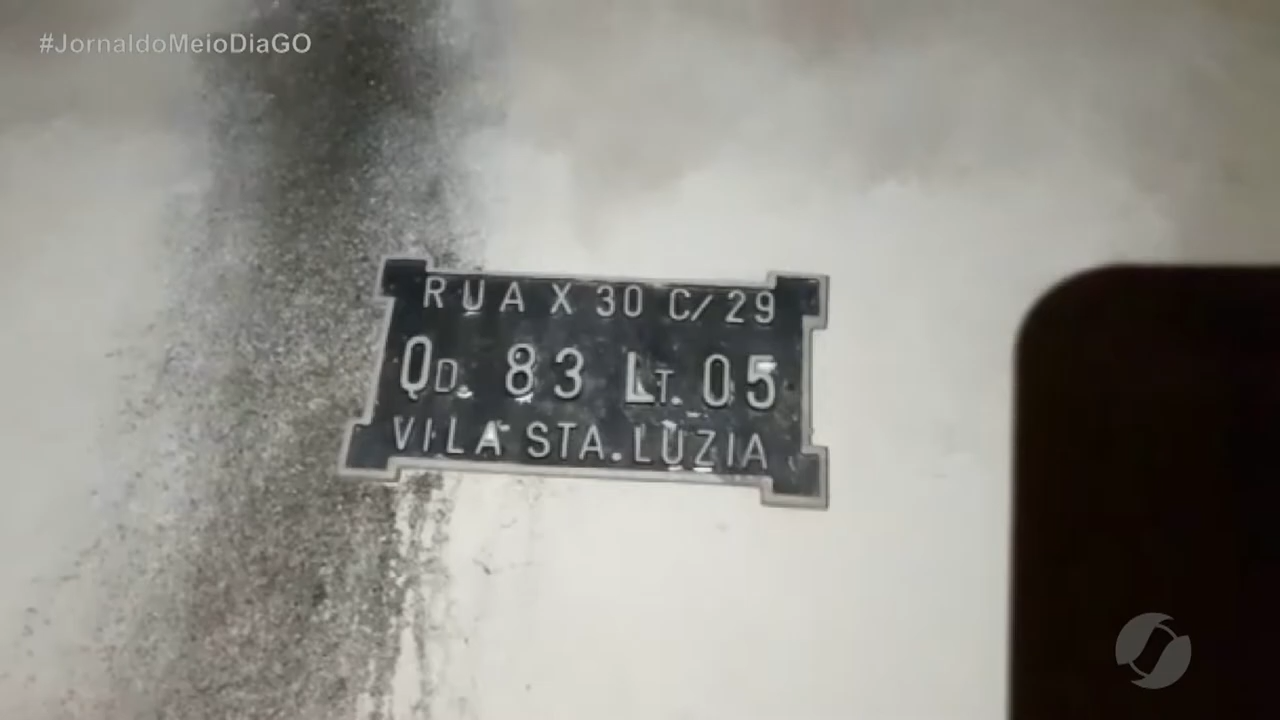 #JornaldoMeioDiaGO
RUA X 30 C/29
QD. 83 LT. 05
VILA STA. LUZIA